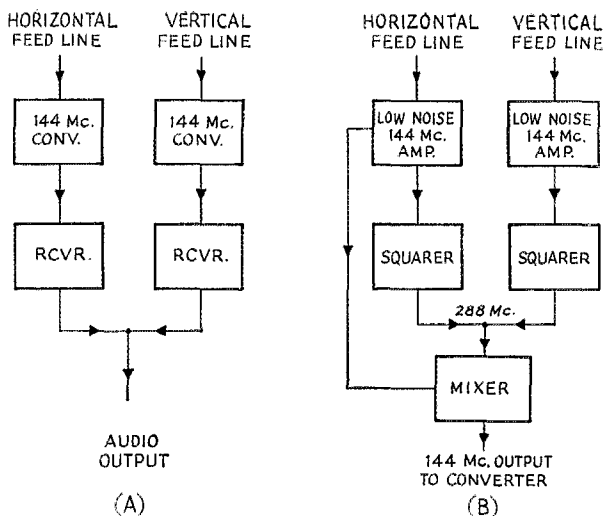 HORIZONTAL
FEED LINE
VERTICAL
FEED LINE
144 Mc.
CONV.
144 Mc.
CONV.
RCVR.
RCVR.
AUDIO
OUTPUT
(A)
HORIZONTAL
FEED LINE
VERTICAL
FEED LINE
LOW NOISE
144 Mc.
AMP.
LOW NOISE
144 Mc.
AMP.
SQUARER
SQUARER
288 Mc.
MIXER
144 Mc. OUTPUT
TO CONVERTER
(B)